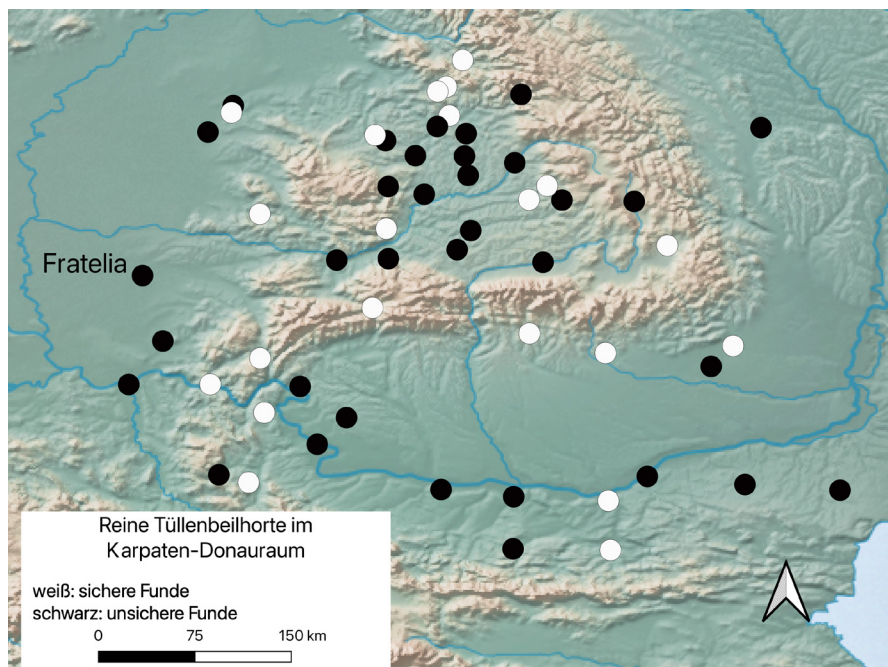 Fratelia
Reine Tüllenbeilhorte im
Karpaten-Donauraum
weiß: sichere Funde
schwarz: unsichere Funde
0 75 150 km